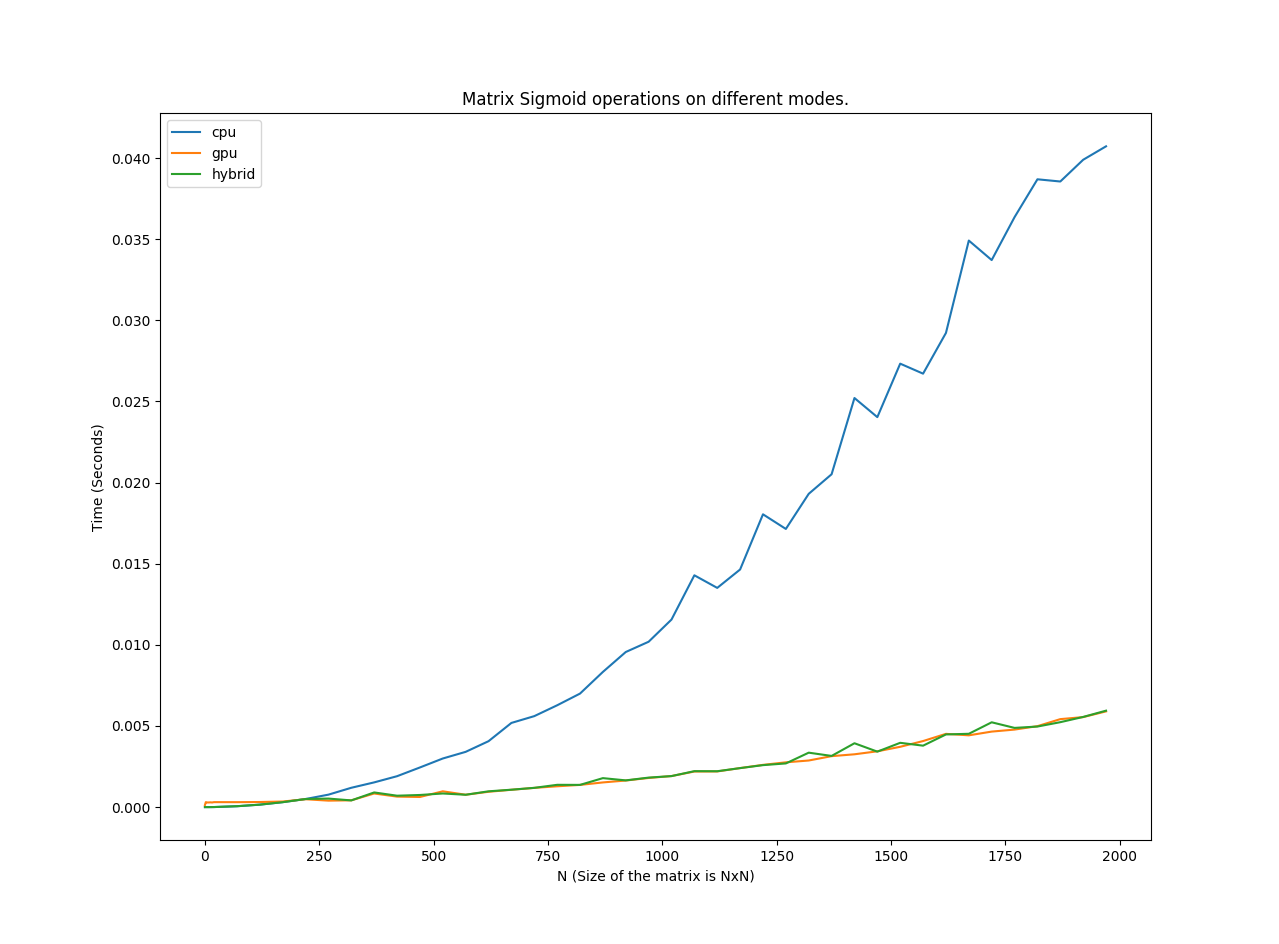 Matrix Sigmoid operations on different modes.
cpu
gpu
hybrid
0.040
0.035
0.030
0.025
0.020
0.015
0.010
0.005
0.000
Time (Seconds)
0 250 500 750 1000 1250 1500 1750 2000
N (Size of the matrix is NxN)